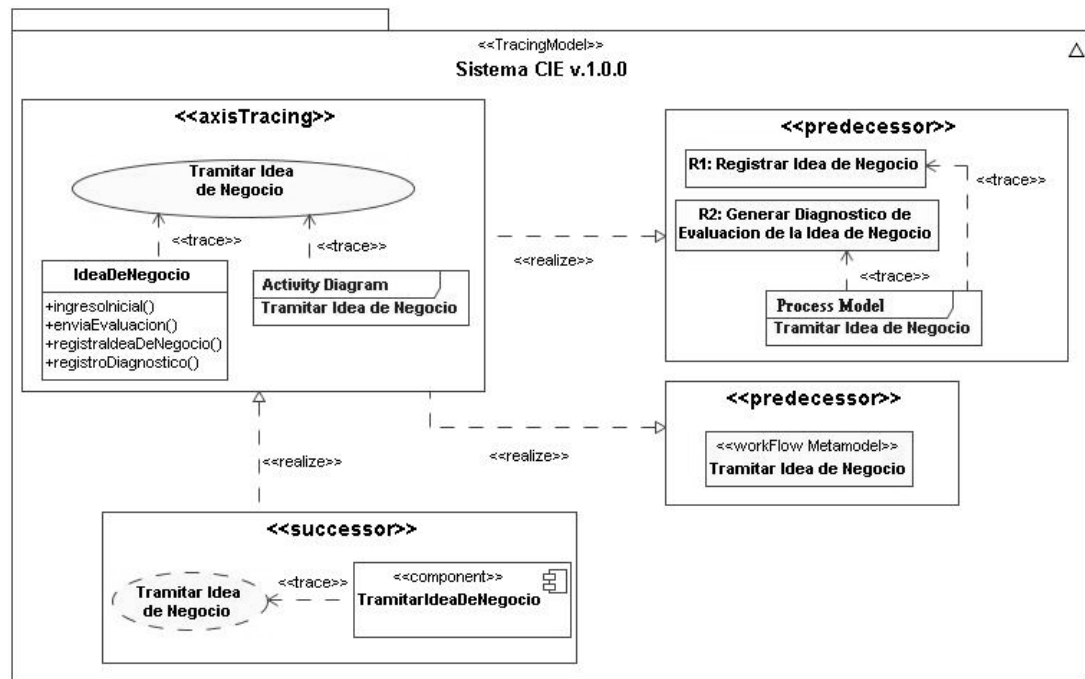 <<TracingModel>>
Sistema CIE v.1.0.0
<<axisTracing>>
Tramitar Idea
de Negocio
<<trace>>
<<trace>>
IdeaDeNegocio
+ingresoInicial()
+enviaEvaluacion()
+registraIdeaDeNegocio()
+registroDiagnostico()
Activity Diagram
Tramitar Idea de Negocio
<<realize>>
<<predecessor>>
R1: Registrar Idea de Negocio
<<trace>>
R2: Generar Diagnostico de
Evaluacion de la Idea de Negocio
<<trace>>
Process Model
Tramitar Idea de Negocio
<<realize>>
<<realize>>
<<predecessor>>
<<workFlow Metamodel>>
Tramitar Idea de Negocio
<<successor>>
Tramitar Idea
de Negocio
<<trace>>
<<component>>
TramitarIdeaDeNegocio